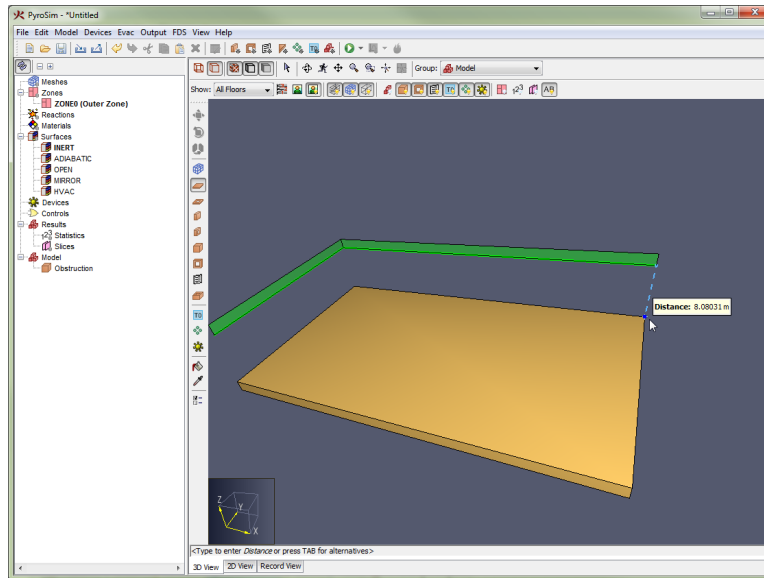 PyroSim - *Untitled
File Edit Model Devices Evac Output FDS View Help
Group: Model
Show: All Floors
Meshes
Zones
ZONE0 (Outer Zone)
Reactions
Materials
Surfaces
INERT
ADIABATIC
OPEN
MIRROR
HVAC
Devices
Controls
Results
Statistics
Slices
Model
Obstruction
Distance: 8.08031 m
Z
Y
X
<Type to enter Distance or press TAB for alternatives>
3D View 2D View Record View